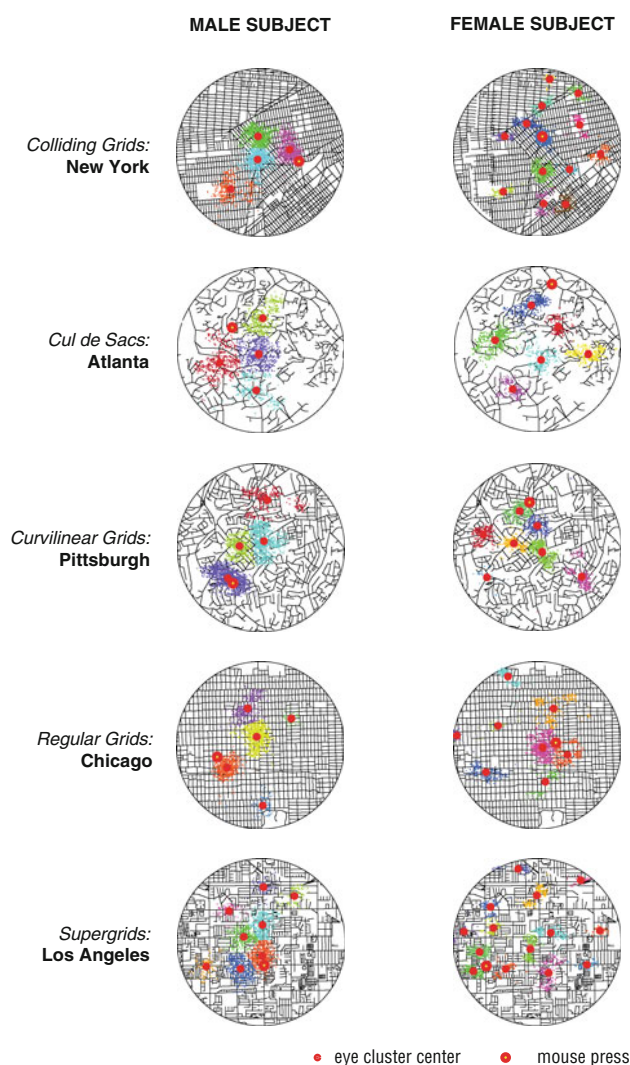 MALE SUBJECT
FEMALE SUBJECT
Colliding Grids:
New York
Cul de Sacs:
Atlanta
Curvilinear Grids:
Pittsburgh
Regular Grids:
Chicago
Supergrids:
Los Angeles
eye cluster center
mouse press